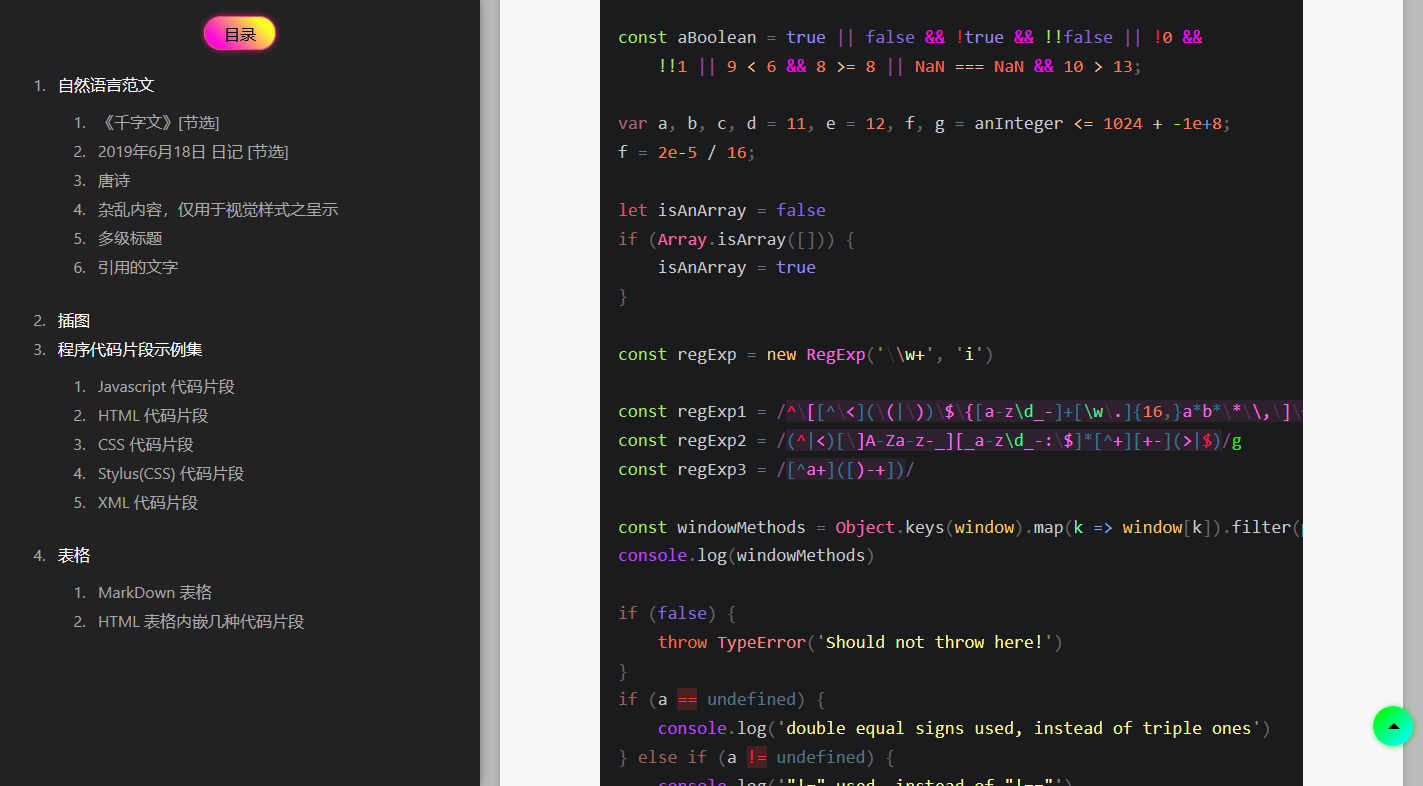 目录
1. 自然语言范文
1. 《千字文》[节选]
2. 2019年6月18日 日记 [节选]
3. 唐诗
4. 杂乱内容，仅用于视觉样式之呈示
5. 多级标题
6. 引用的文字
2. 插图
3. 程序代码片段示例集
1. Javascript 代码片段
2. HTML 代码片段
3. CSS 代码片段
4. Stylus(CSS) 代码片段
5. XML 代码片段
4. 表格
1. MarkDown 表格
2. HTML 表格内嵌几种代码片段
const aBoolean = true || false && !true && !!false || !0 &&
!!1 || 9 < 6 && 8 >= 8 || NaN === NaN && 10 > 13;
var a, b, c, d = 11, e = 12, f, g = anInteger <= 1024 + -1e+8;
f = 2e-5 / 16;
let isAnArray = false
if (Array.isArray([])) {
isAnArray = true
}
const regExp = new RegExp('\\w+', 'i')
const regExp1 = /^\[[^\<](\(|\))\$\{[a-z\d_-]+[\w\.]{16,}a*b*\*\\,\]\
const regExp2 = /(^|<)[\]A-Za-z-_][_a-z\d_-:\$]*[^+][+-](>|$)/g
const regExp3 = /[^a+]([)-+])/
const windowMethods = Object.keys(window).map(k => window[k]).filter(
console.log(windowMethods)
if (false) {
throw TypeError('Should not throw here!')
}
if (a == undefined) {
console.log('double equal signs used, instead of triple ones')
} else if (a != undefined) {
console.log('"!=" used, instead of "!=="')